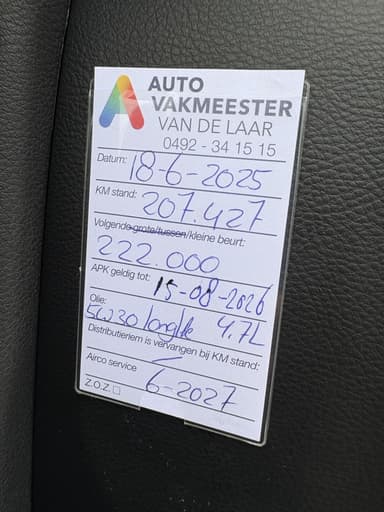 AUTO
VAKMEESTER
VAN DE LAAR
0492 - 34 15 15
Datum: 18-6-2025
KM stand: 207.427
Volgende grote/tussen/kleine beurt:
222.000
APK geldig tot: 15-08-2026
Olie: 5W30 longlife 4.7L
Distributieriem is vervangen bij KM stand:
Airco service 6-2027
z.o.z.